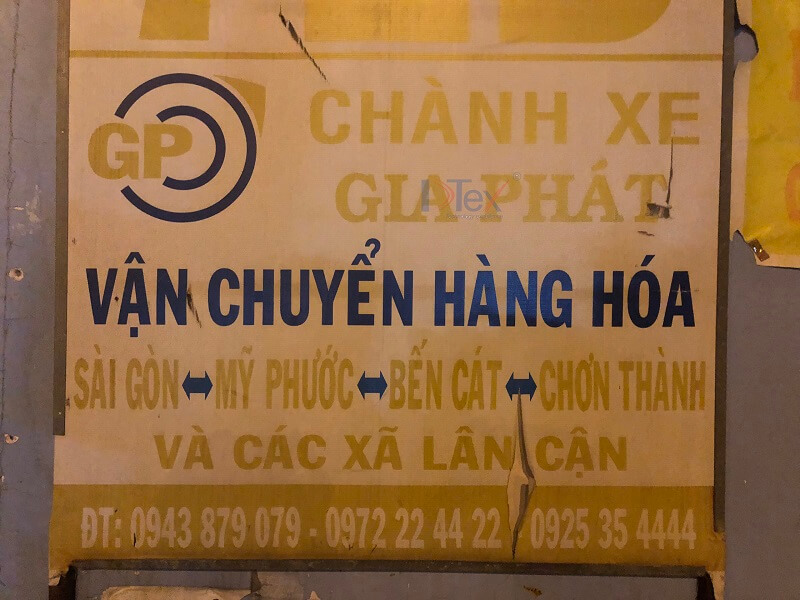 GP
CHÀNH XE
GIA PHÁT
VẬN CHUYỂN HÀNG HÓA
SÀI GÒN ↔ MỸ PHƯỚC ↔ BẾN CÁT ↔ CHƠN THÀNH
VÀ CÁC XÃ LÂN CẬN
ĐT: 0943 879 079 - 0972 22 44 22 - 0925 35 4444